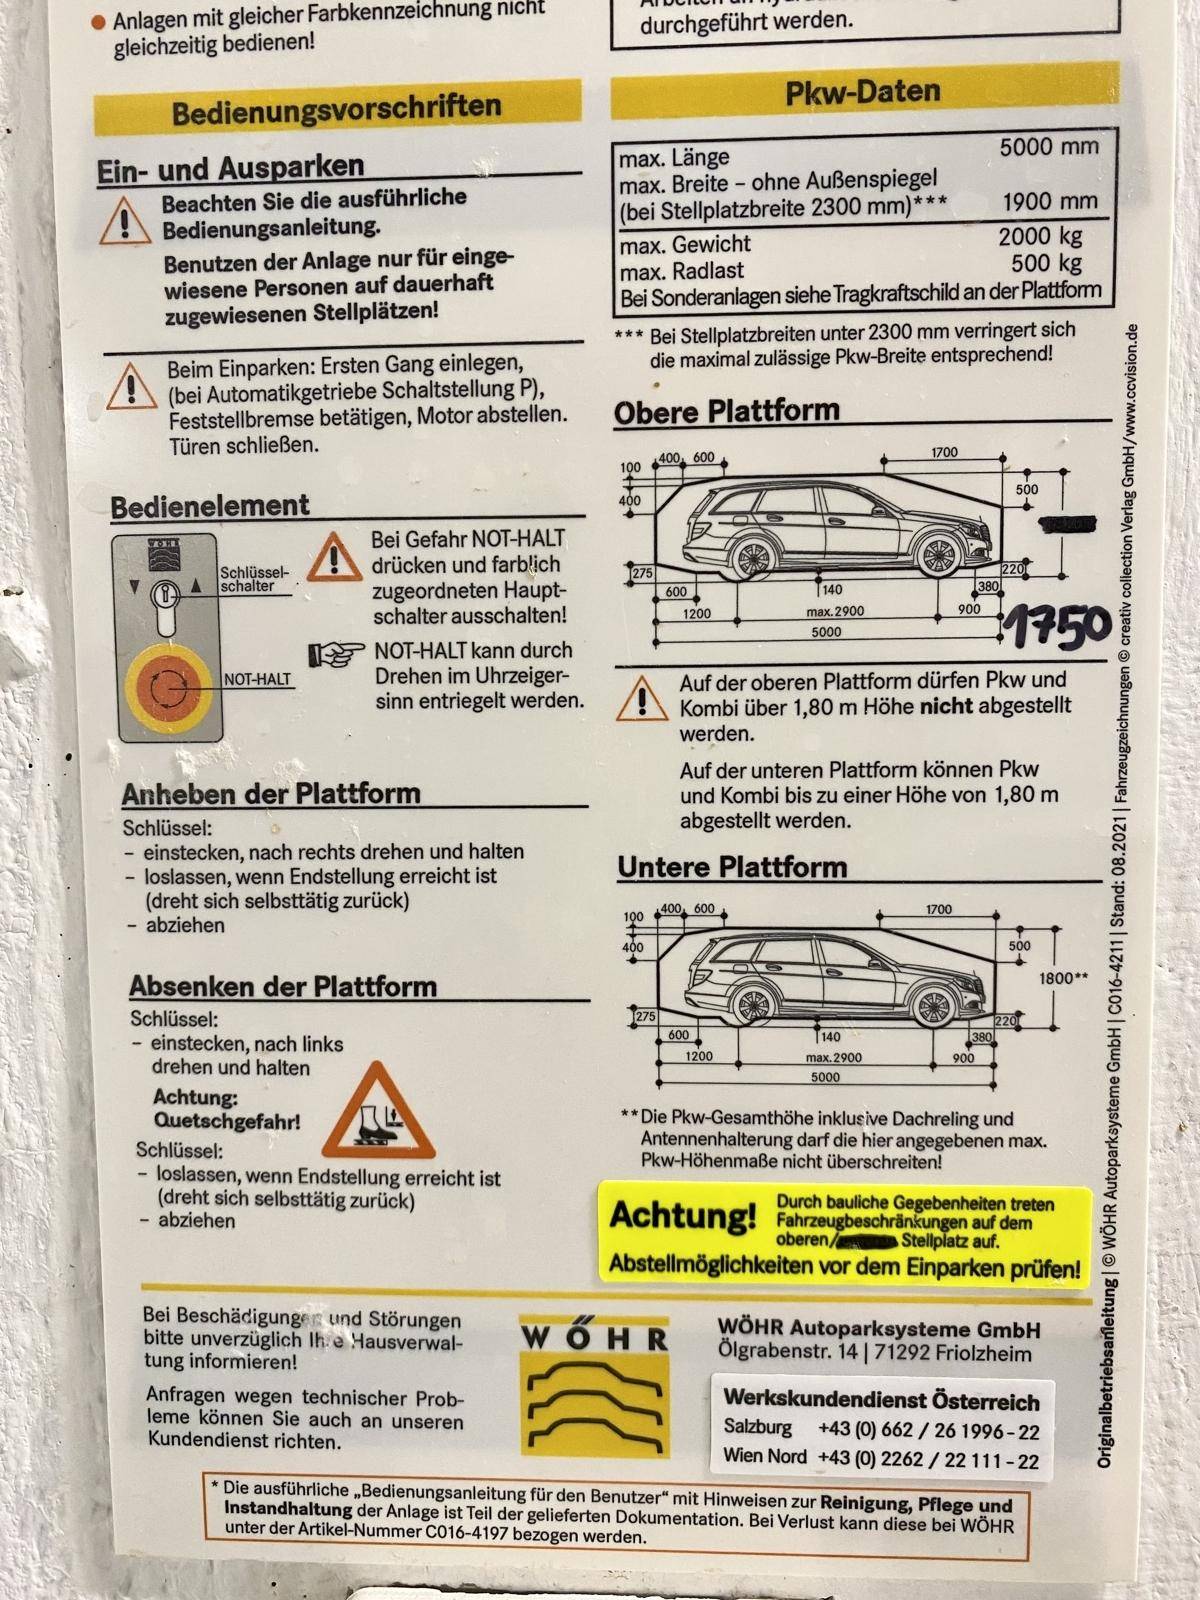 Anlagen mit gleicher Farbkennzeichnung nicht
gleichzeitig bedienen!
durchgeführt werden.
Bedienungsvorschriften
Ein- und Ausparken
Beachten Sie die ausführliche
Bedienungsanleitung.
Benutzen der Anlage nur für einge-
wiesene Personen auf dauerhaft
zugewiesenen Stellplätzen!
Beim Einparken: Ersten Gang einlegen,
(bei Automatikgetriebe Schaltstellung P),
Feststellbremse betätigen, Motor abstellen.
Türen schließen.
Bedienelement
WÖHR
Schlüssel-
schalter
NOT-HALT
Bei Gefahr NOT-HALT
drücken und farblich
zugeordneten Haupt-
schalter ausschalten!
NOT-HALT kann durch
Drehen im Uhrzeiger-
sinn entriegelt werden.
Anheben der Plattform
Schlüssel:
– einstecken, nach rechts drehen und halten
– loslassen, wenn Endstellung erreicht ist
(dreht sich selbsttätig zurück)
– abziehen
Absenken der Plattform
Schlüssel:
– einstecken, nach links
drehen und halten
Achtung:
Quetschgefahr!
Schlüssel:
– loslassen, wenn Endstellung erreicht ist
(dreht sich selbsttätig zurück)
– abziehen
Pkw-Daten
max. Länge 5000 mm
max. Breite – ohne Außenspiegel
(bei Stellplatzbreite 2300 mm)*** 1900 mm
max. Gewicht 2000 kg
max. Radlast 500 kg
Bei Sonderanlagen siehe Tragkraftschild an der Plattform
*** Bei Stellplatzbreiten unter 2300 mm verringert sich
die maximal zulässige Pkw-Breite entsprechend!
Obere Plattform
100 400 600 1700
400 500
275 220
600 140 380
1200 max. 2900 900
5000
1750
Auf der oberen Plattform dürfen Pkw und
Kombi über 1,80 m Höhe nicht abgestellt
werden.
Auf der unteren Plattform können Pkw
und Kombi bis zu einer Höhe von 1,80 m
abgestellt werden.
Untere Plattform
100 400 600 1700
400 500
1800**
275 220
600 140 380
1200 max. 2900 900
5000
** Die Pkw-Gesamthöhe inklusive Dachreling und
Antennenhalterung darf die hier angegebenen max.
Pkw-Höhenmaße nicht überschreiten!
Achtung! Durch bauliche Gegebenheiten treten
Fahrzeugbeschränkungen auf dem
oberen/ Stellplatz auf.
Abstellmöglichkeiten vor dem Einparken prüfen!
Bei Beschädigungen und Störungen
bitte unverzüglich Ihre Hausverwal-
tung informieren!
Anfragen wegen technischer Prob-
leme können Sie auch an unseren
Kundendienst richten.
WÖHR
WÖHR Autoparksysteme GmbH
Ölgrabenstr. 14 | 71292 Friolzheim
Werkskundendienst Österreich
Salzburg +43 (0) 662 / 26 1996 - 22
Wien Nord +43 (0) 2262 / 22 111 - 22
* Die ausführliche „Bedienungsanleitung für den Benutzer“ mit Hinweisen zur Reinigung, Pflege und
Instandhaltung der Anlage ist Teil der gelieferten Dokumentation. Bei Verlust kann diese bei WÖHR
unter der Artikel-Nummer C016-4197 bezogen werden.
Originalbetriebsanleitung | © WÖHR Autoparksysteme GmbH | C016-4211 | Stand: 08.2021 | Fahrzeugzeichnungen © creativ collection Verlag GmbH/www.ccvision.de